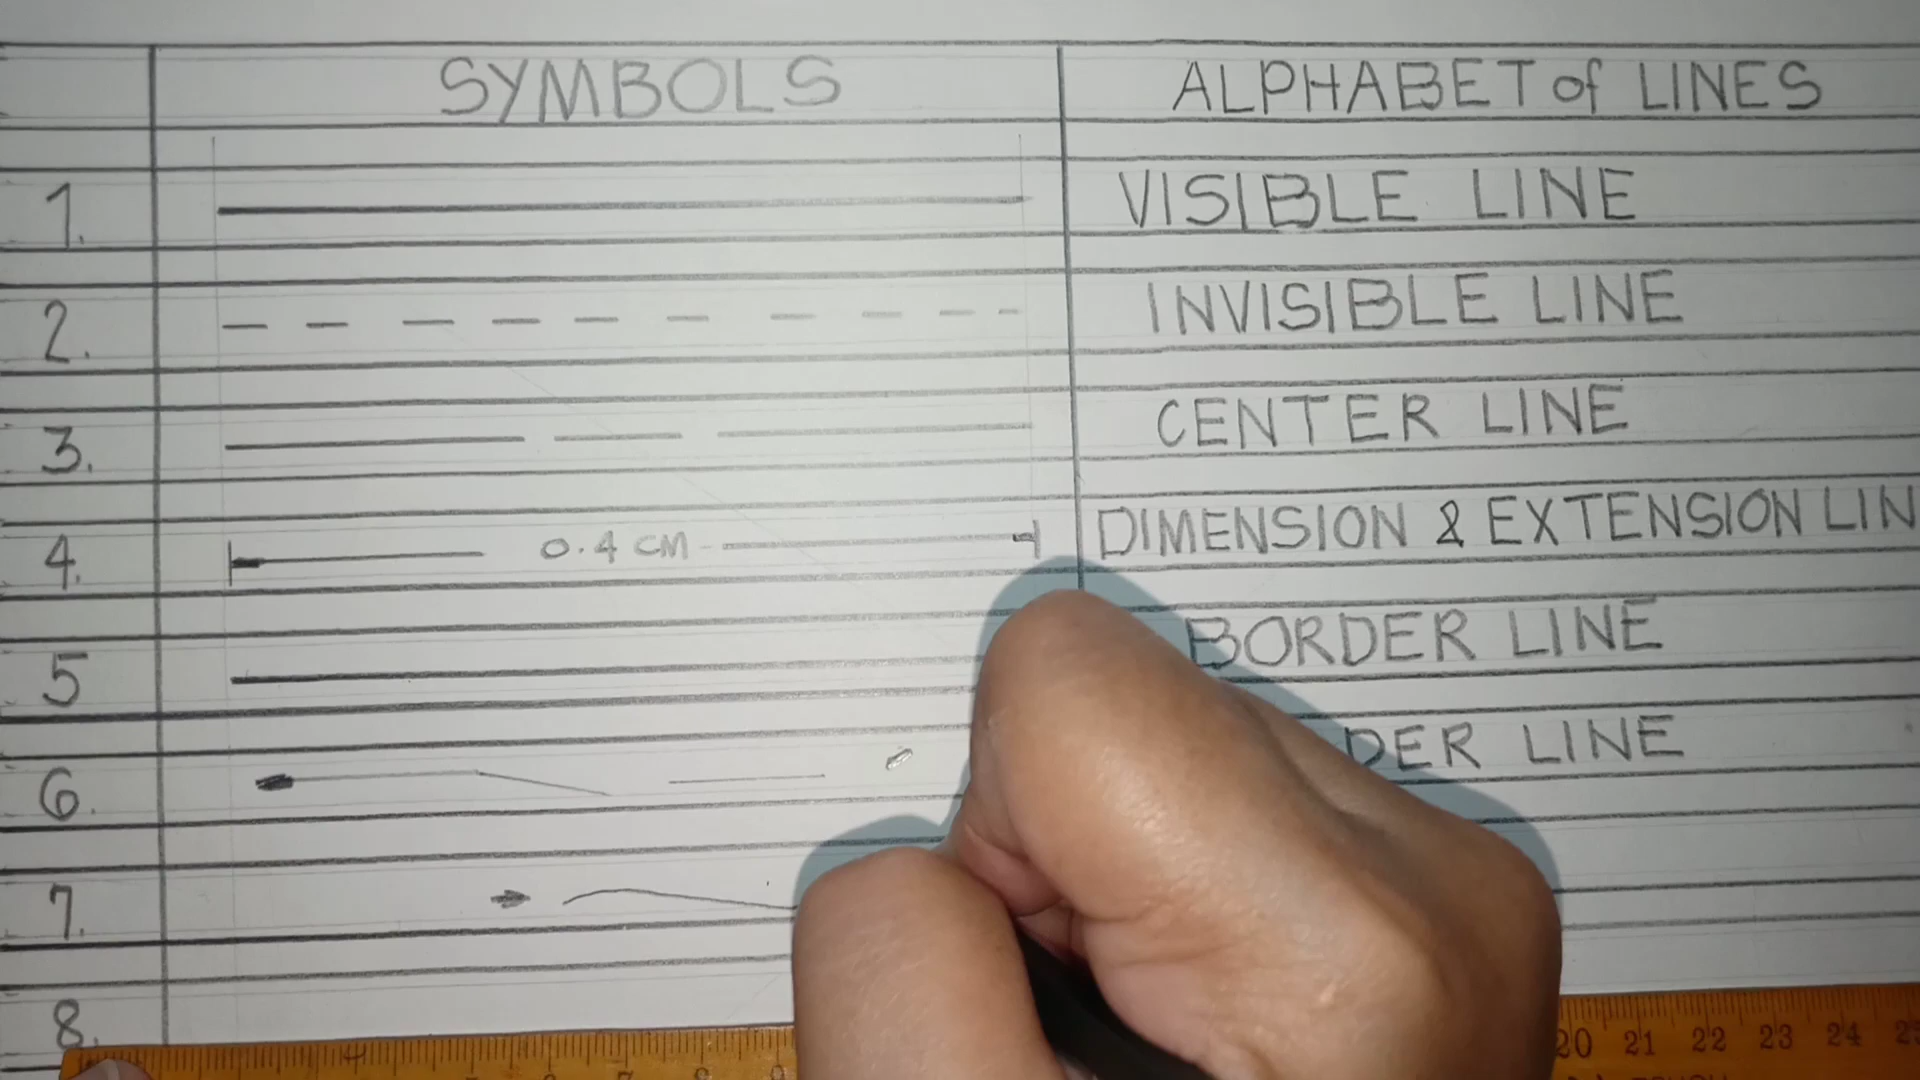 SYMBOLS ALPHABET of LINES
1. VISIBLE LINE
2. INVISIBLE LINE
3. CENTER LINE
4. 0.4 CM DIMENSION & EXTENSION LIN
5 BORDER LINE
6. DER LINE
7.
8.
20 21 22 23 24